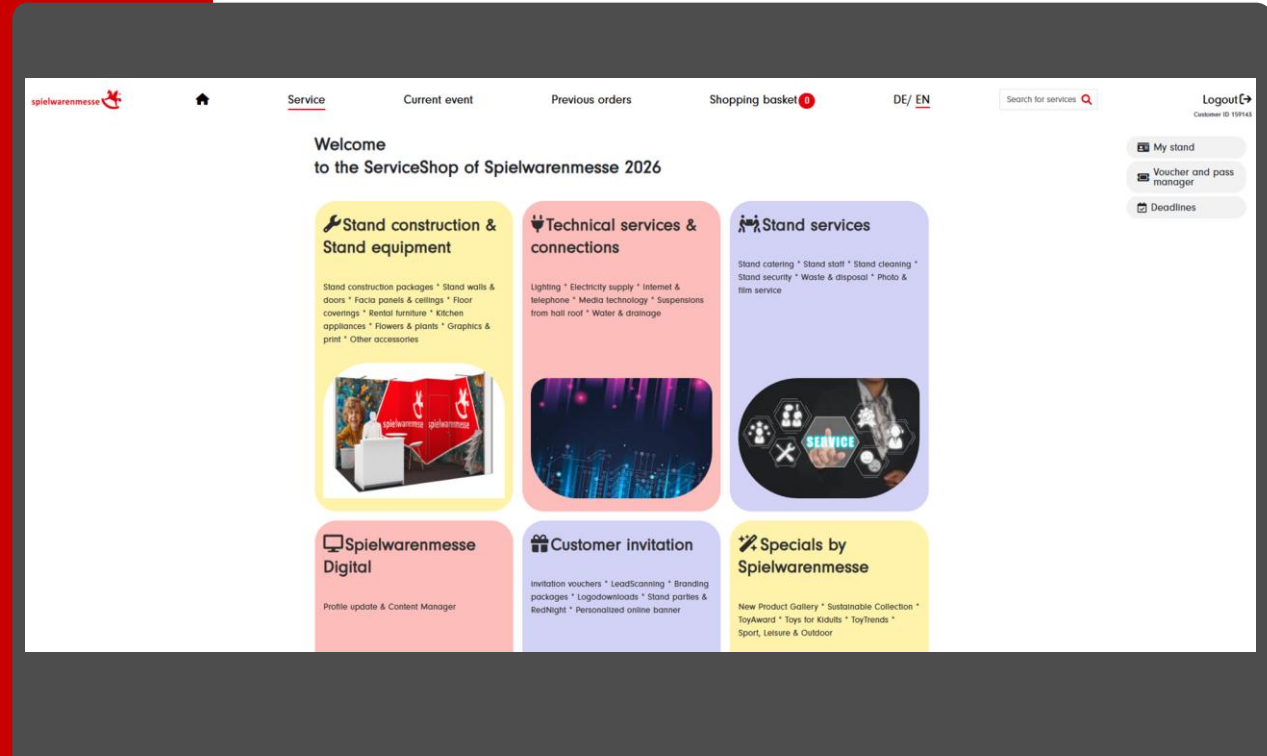 spielwarenmesse
Service
Current event
Previous orders
Shopping basket 0
DE/ EN
Search for services
Logout
Customer ID 159143
Welcome
to the ServiceShop of Spielwarenmesse 2026
My stand
Voucher and pass
manager
Deadlines
Stand construction &
Stand equipment
Stand construction packages * Stand walls &
doors * Facia panels & ceilings * Floor
coverings * Rental furniture * Kitchen
appliances * Flowers & plants * Graphics &
print * Other accessories
spielwarenmesse spielwarenmesse
Technical services &
connections
Lighting * Electricity supply * Internet &
telephone * Media technology * Suspensions
from hall roof * Water & drainage
Stand services
Stand catering * Stand staff * Stand cleaning *
Stand security * Waste & disposal * Photo &
film service
SERVICE
Spielwarenmesse
Digital
Profile update & Content Manager
Customer invitation
Invitation vouchers * LeadScanning * Branding
packages * Logodownloads * Stand parties &
RedNight * Personalized online banner
Specials by
Spielwarenmesse
New Product Gallery * Sustainable Collection *
ToyAward * Toys for Kidults * ToyTrends *
Sport, Leisure & Outdoor